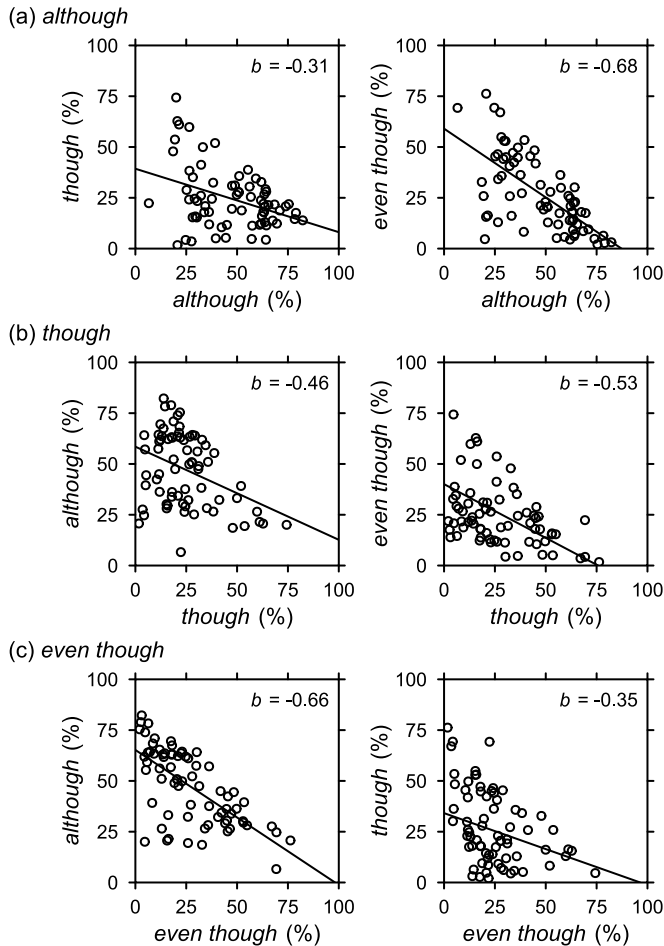 (a) although
100
75
50
25
0
though (%)
b = -0.31
0 25 50 75 100
although (%)
100
75
50
25
0
even though (%)
b = -0.68
0 25 50 75 100
although (%)
(b) though
100
75
50
25
0
although (%)
b = -0.46
0 25 50 75 100
though (%)
100
75
50
25
0
even though (%)
b = -0.53
0 25 50 75 100
though (%)
(c) even though
100
75
50
25
0
although (%)
b = -0.66
0 25 50 75 100
even though (%)
100
75
50
25
0
though (%)
b = -0.35
0 25 50 75 100
even though (%)